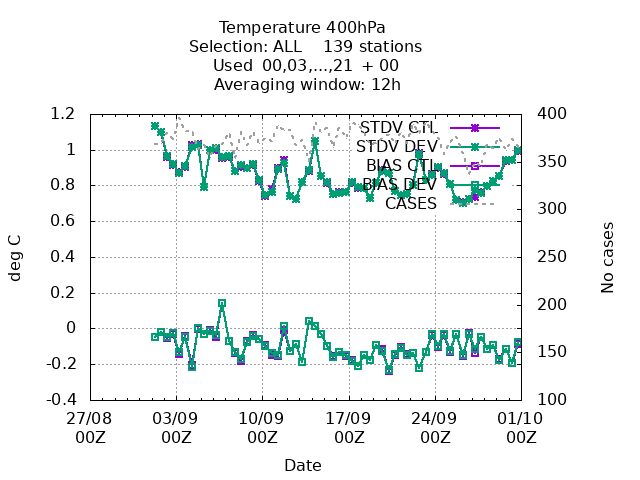 Temperature 400hPa
Selection: ALL 139 stations
Used 00,03,...,21 + 00
Averaging window: 12h
1.2 400
STDV CTL
1 350
STDV DEV
BIAS CTL
0.8 300
BIAS DEV
CASES
0.6 250
0.4
deg C
No cases
0.2 200
0
-0.2 150
-0.4 100
27/08 03/09 10/09 17/09 24/09 01/10
00Z 00Z 00Z 00Z 00Z 00Z
Date